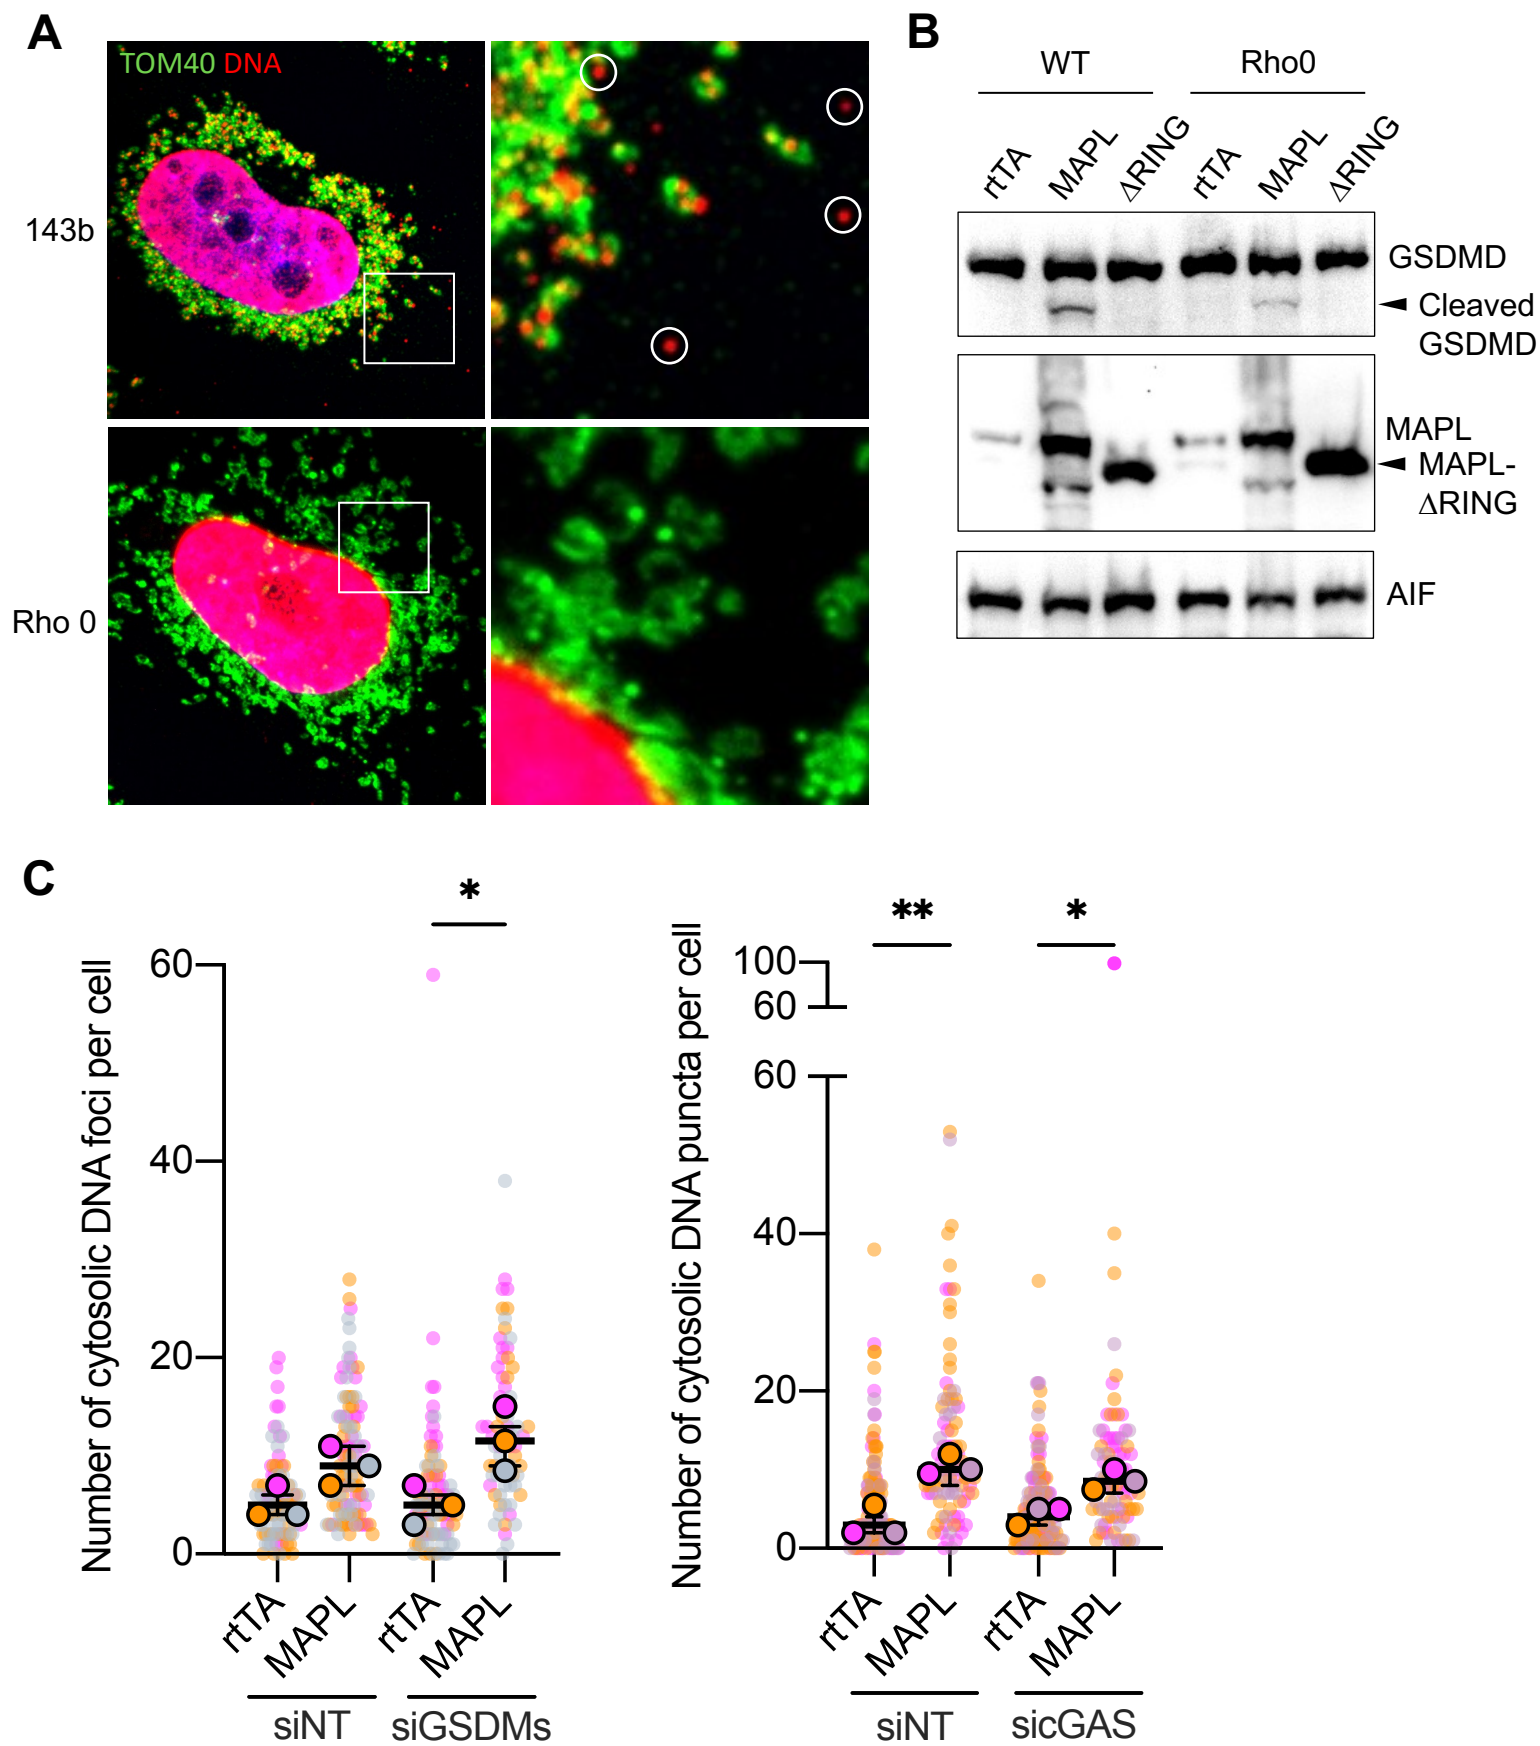 A
TOM40 DNA
143b
Rho 0
B
WT
Rho0
rtTA
MAPL
ΔRING
rtTA
MAPL
ΔRING
GSDMD
Cleaved
GSDMD
MAPL
MAPL-
ΔRING
AIF
C
*
Number of cytosolic DNA foci per cell
60
40
20
0
rtTA
MAPL
rtTA
MAPL
siNT
siGSDMs
**
*
Number of cytosolic DNA puncta per cell
100
60
60
40
20
0
rtTA
MAPL
rtTA
MAPL
siNT
sicGAS